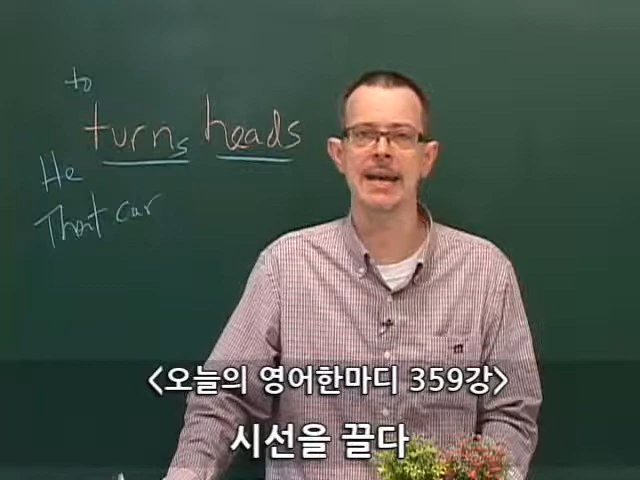 to
turns heads
He
That car
<오늘의 영어한마디 359강>
시선을 끌다